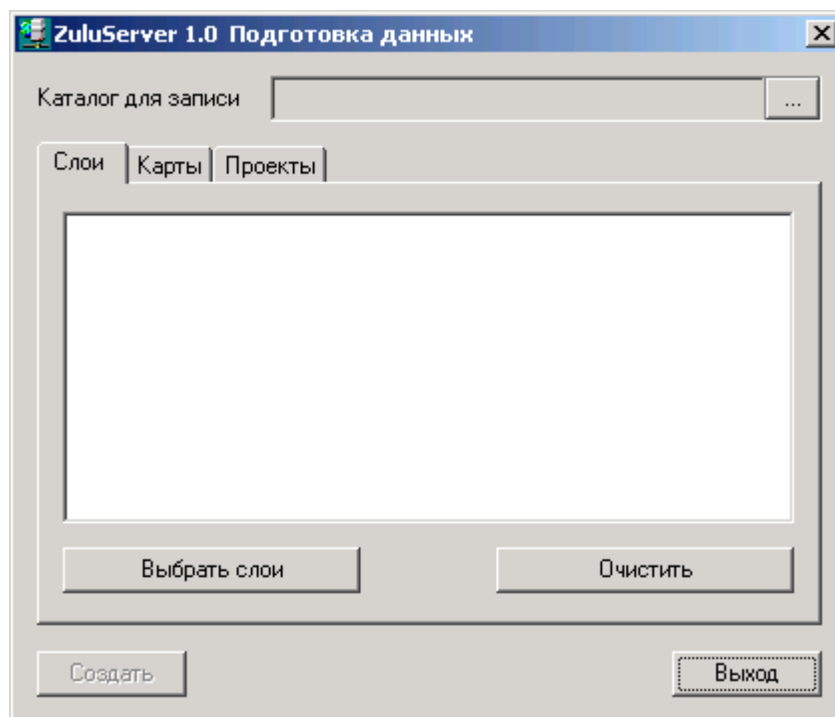 ZuluServer 1.0 Подготовка данных
Каталог для записи ...
Слои Карты Проекты
Выбрать слои Очистить
Создать Выход